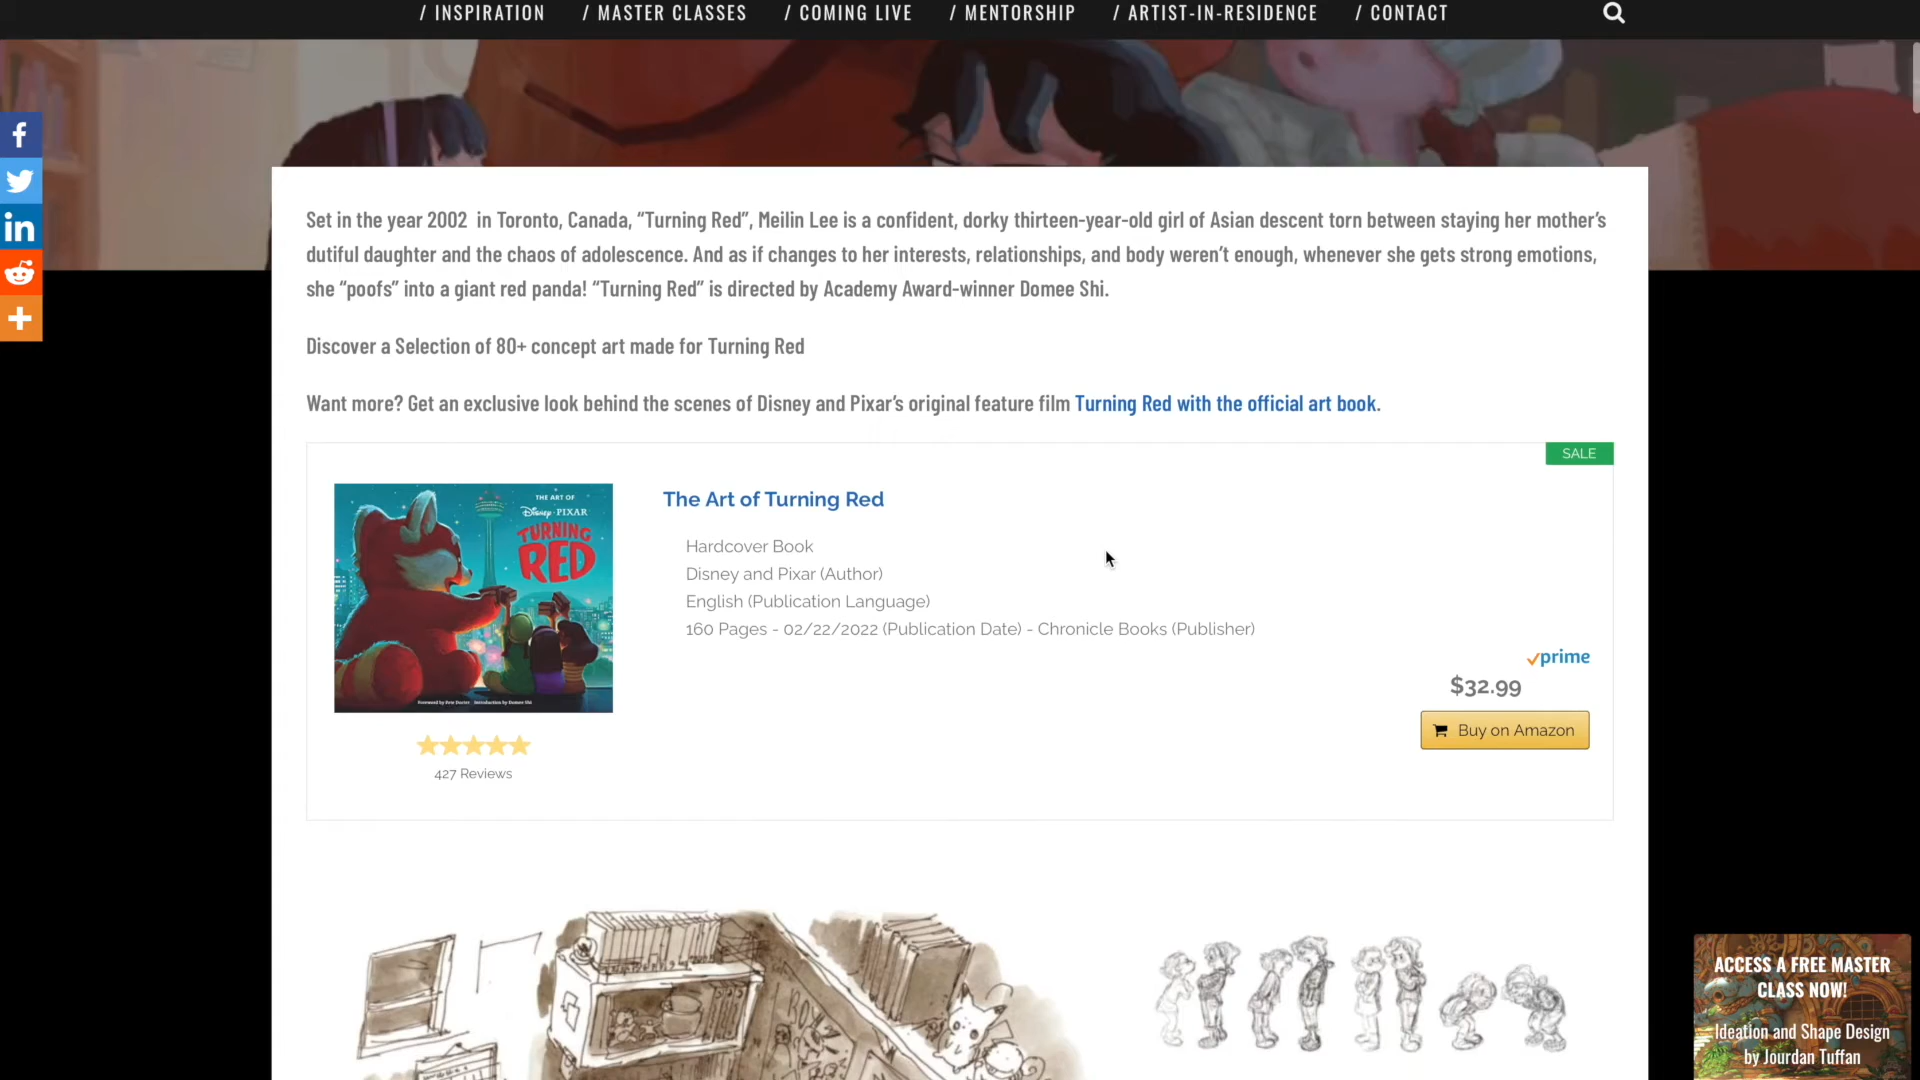 / INSPIRATION / MASTER CLASSES / COMING LIVE / MENTORSHIP / ARTIST-IN-RESIDENCE / CONTACT
Set in the year 2002 in Toronto, Canada, “Turning Red”, Meilin Lee is a confident, dorky thirteen-year-old girl of Asian descent torn between staying her mother’s
dutiful daughter and the chaos of adolescence. And as if changes to her interests, relationships, and body weren’t enough, whenever she gets strong emotions,
she “poofs” into a giant red panda! “Turning Red” is directed by Academy Award-winner Domee Shi.
Discover a Selection of 80+ concept art made for Turning Red
Want more? Get an exclusive look behind the scenes of Disney and Pixar’s original feature film Turning Red with the official art book.
SALE
THE ART OF
Disney · PIXAR
TURNING
RED
Foreword by Pete Docter Introduction by Domee Shi
427 Reviews
The Art of Turning Red
Hardcover Book
Disney and Pixar (Author)
English (Publication Language)
160 Pages - 02/22/2022 (Publication Date) - Chronicle Books (Publisher)
prime
$32.99
Buy on Amazon
ACCESS A FREE MASTER
CLASS NOW!
Ideation and Shape Design
by Jourdan Tuffan